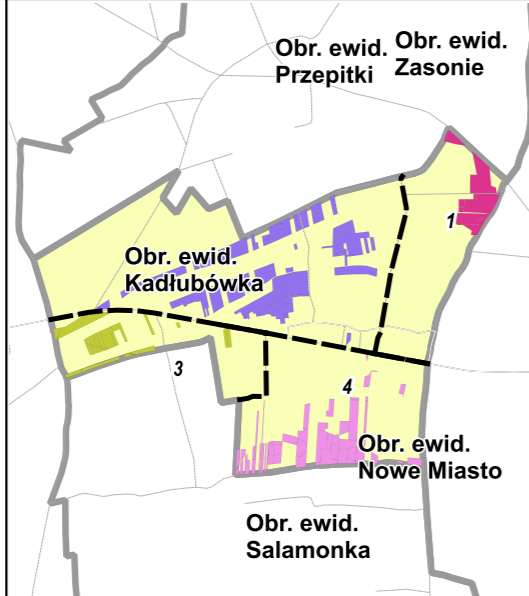 Obr. ewid.
Przepitki
Obr. ewid.
Zasonie
1
Obr. ewid.
Kadłubówka
3
4
Obr. ewid.
Nowe Miasto
Obr. ewid.
Salamonka